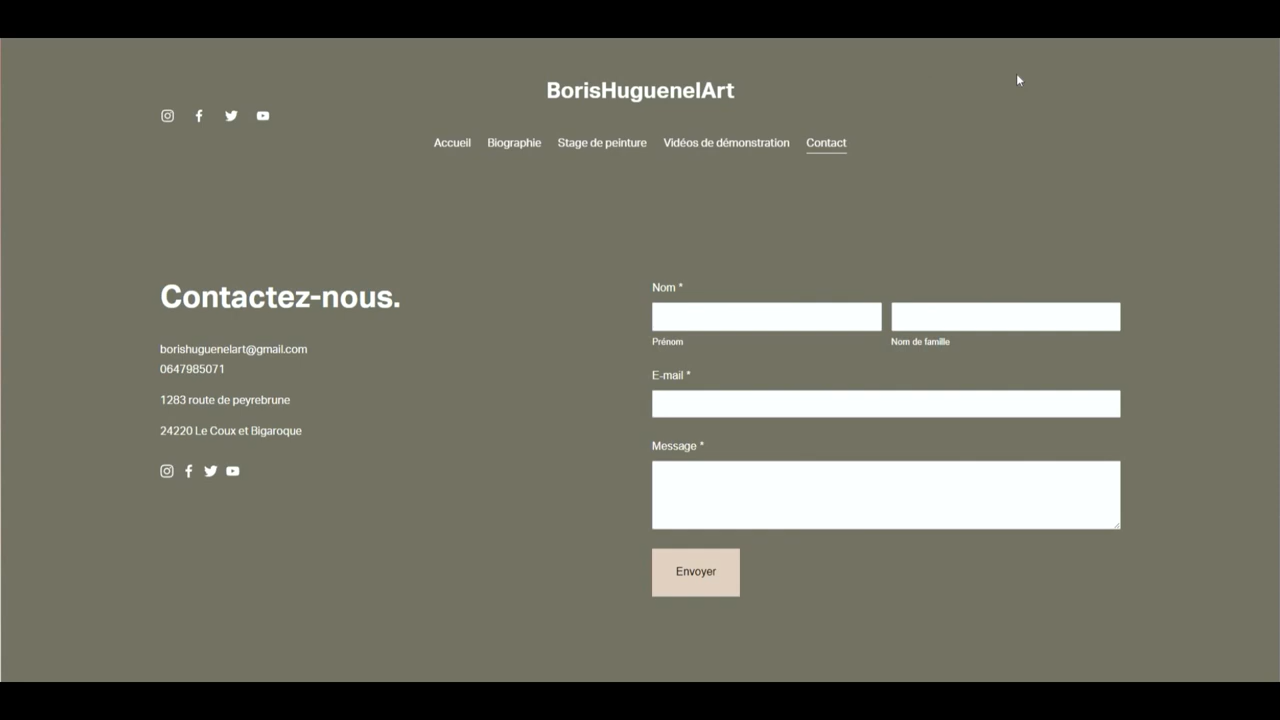 BorisHuguenelArt
Accueil Biographie Stage de peinture Vidéos de démonstration Contact
Contactez-nous.
borishuguenelart@gmail.com
0647985071
1283 route de peyrebrune
24220 Le Coux et Bigaroque
Nom *
Prénom Nom de famille
E-mail *
Message *
Envoyer